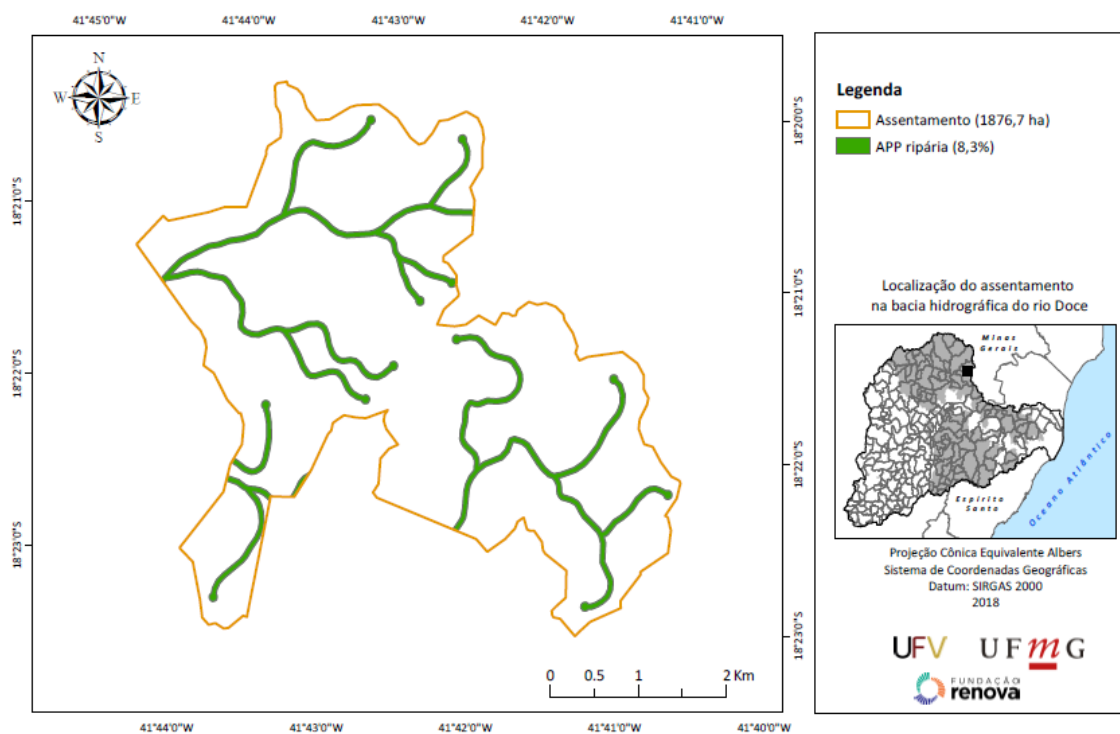 41°45'0"W 41°44'0"W 41°43'0"W 41°42'0"W 41°41'0"W
N
W E
S
18°21'0"S
18°22'0"S
18°23'0"S
18°20'0"S
18°21'0"S
18°22'0"S
18°23'0"S
0 0.5 1 2 Km
41°44'0"W 41°43'0"W 41°42'0"W 41°41'0"W 41°40'0"W
Legenda
Assentamento (1876,7 ha)
APP ripária (8,3%)
Localização do assentamento
na bacia hidrográfica do rio Doce
Minas
Gerais
Espírito
Santo
Oceano Atlântico
Projeção Cônica Equivalente Albers
Sistema de Coordenadas Geográficas
Datum: SIRGAS 2000
2018
UFV UFmG
FUNDAÇÃO
renova